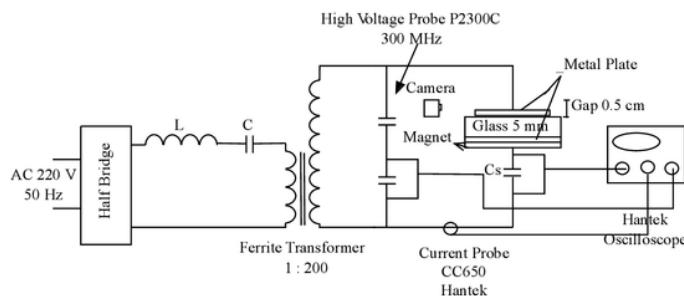 High Voltage Probe P2300C
300 MHz
Metal Plate
Camera
Gap 0.5 cm
L
C
Glass 5 mm
Magnet
AC 220 V
50 Hz
Half Bridge
Cs
Hantek
Oscilloscope
Ferrite Transformer
1 : 200
Current Probe
CC650
Hantek